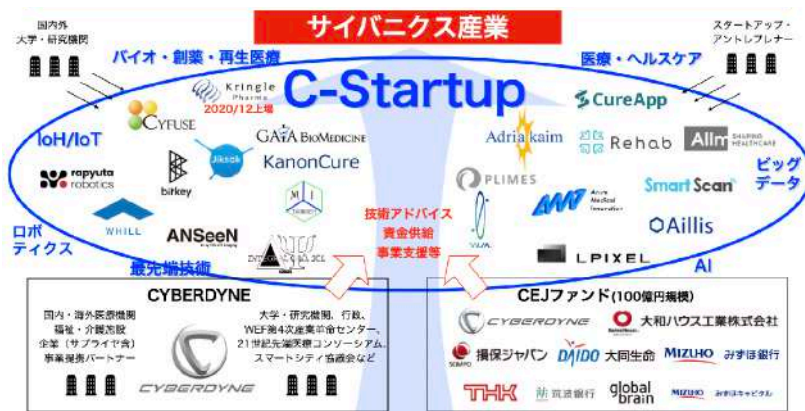 サイバニクス産業
国内外
大学・研究機関
スタートアップ・
アントレプレナー
バイオ・創薬・再生医療
医療・ヘルスケア
C-Startup
Kringle
Pharma
2020/12上場
CYFUSE
CureApp
IoH/IoT
GAIA BIOMEDICINE
Adriakaim
Rehab
Allm
SHAPING
HEALTHCARE
Jiksak
KanonCure
ビッグ
データ
rapyuta
robotics
birkey
PLIMES
SmartScan
技術アドバイス
資金供給
事業支援等
Aillis
ロボ
ティクス
WHILL
ANSeeN
LPIXEL
最先端技術
AI
CYBERDYNE
国内・海外医療機関
福祉・介護施設
企業（サプライヤ含）
事業提携パートナー
大学・研究機関、行政、
WEF第4次産業革命センター、
21世紀先端医療コンソーシアム、
スマートシティ協議会など
CYBERDYNE
CEJファンド(100億円規模)
CYBERDYNE
大和ハウス工業株式会社
SOMPO
損保ジャパン
DAIDO
大同生命
MIZUHO
みずほ銀行
THK
筑波銀行
global
brain
MIZUHO
みずほキャピタル